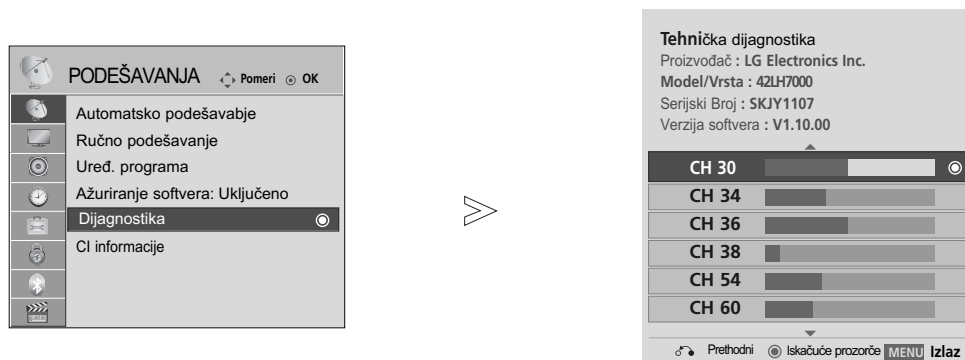 PODEŠAVANJA Pomeri OK
Automatsko podešavabje
Ručno podešavanje
Uređ. programa
Ažuriranje softvera: Uključeno
Dijagnostika
CI informacije
Tehnička dijagnostika
Proizvođač : LG Electronics Inc.
Model/Vrsta : 42LH7000
Serijski Broj : SKJY1107
Verzija softvera : V1.10.00
CH 30
CH 34
CH 36
CH 38
CH 54
CH 60
Prethodni Iskačuće prozorče MENU Izlaz